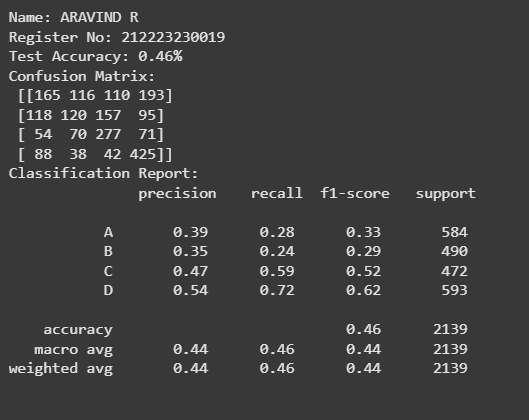 Name: ARAVIND R
Register No: 212223230019
Test Accuracy: 0.46%
Confusion Matrix:
[[165 116 110 193]
[118 120 157  95]
[ 54  70 277  71]
[ 88  38  42 425]]
Classification Report:
precision recall f1-score support
A 0.39 0.28 0.33 584
B 0.35 0.24 0.29 490
C 0.47 0.59 0.52 472
D 0.54 0.72 0.62 593
accuracy 0.46 2139
macro avg 0.44 0.46 0.44 2139
weighted avg 0.44 0.46 0.44 2139